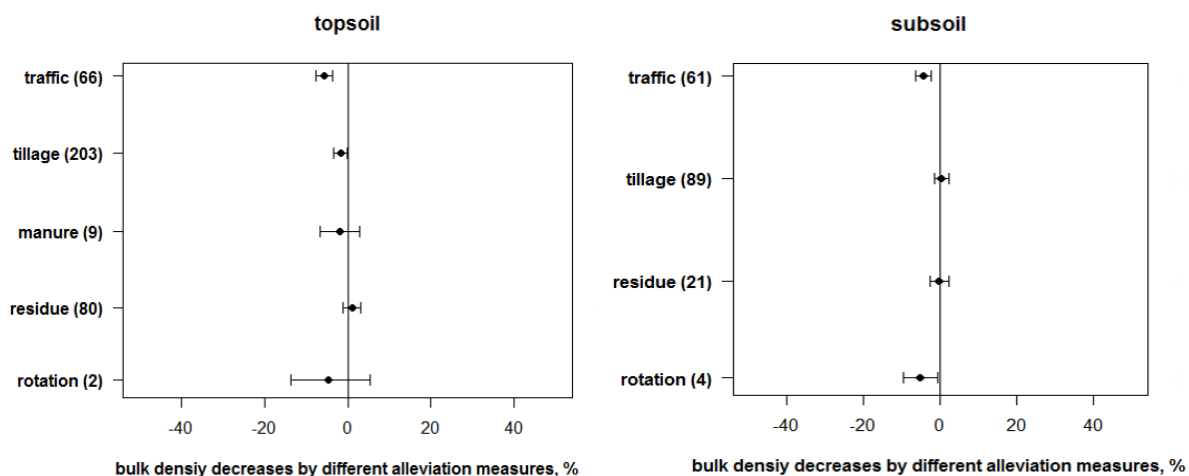 topsoil
traffic (66)
tillage (203)
manure (9)
residue (80)
rotation (2)
-40 -20 0 20 40
bulk densiy decreases by different alleviation measures, %
subsoil
traffic (61)
tillage (89)
residue (21)
rotation (4)
-40 -20 0 20 40
bulk densiy decreases by different alleviation measures, %